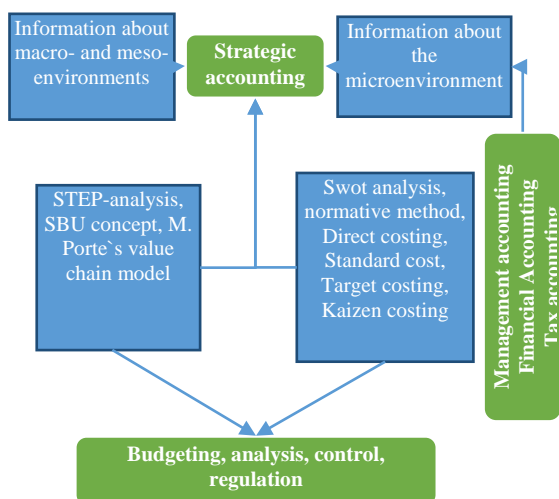 Information about
macro- and meso-
environments
Strategic
accounting
Information about
the
microenvironment
STEP-analysis,
SBU concept, M.
Porte`s value
chain model
Swot analysis,
normative method,
Direct costing,
Standard cost,
Target costing,
Kaizen costing
Management accounting
Financial Accounting
Tax accounting
Budgeting, analysis, control,
regulation